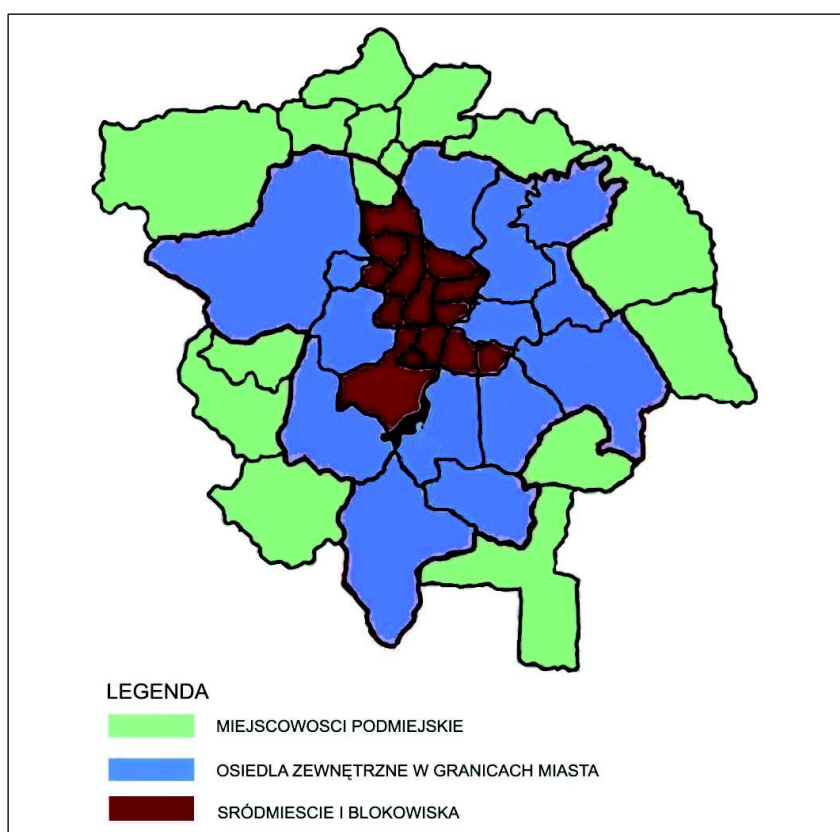 LEGENDA
MIEJSCOWOSCI PODMIEJSKIE
OSIEDLA ZEWNĘTRZNE W GRANICACH MIASTA
SRÓDMIESCIE I BLOKOWISKA